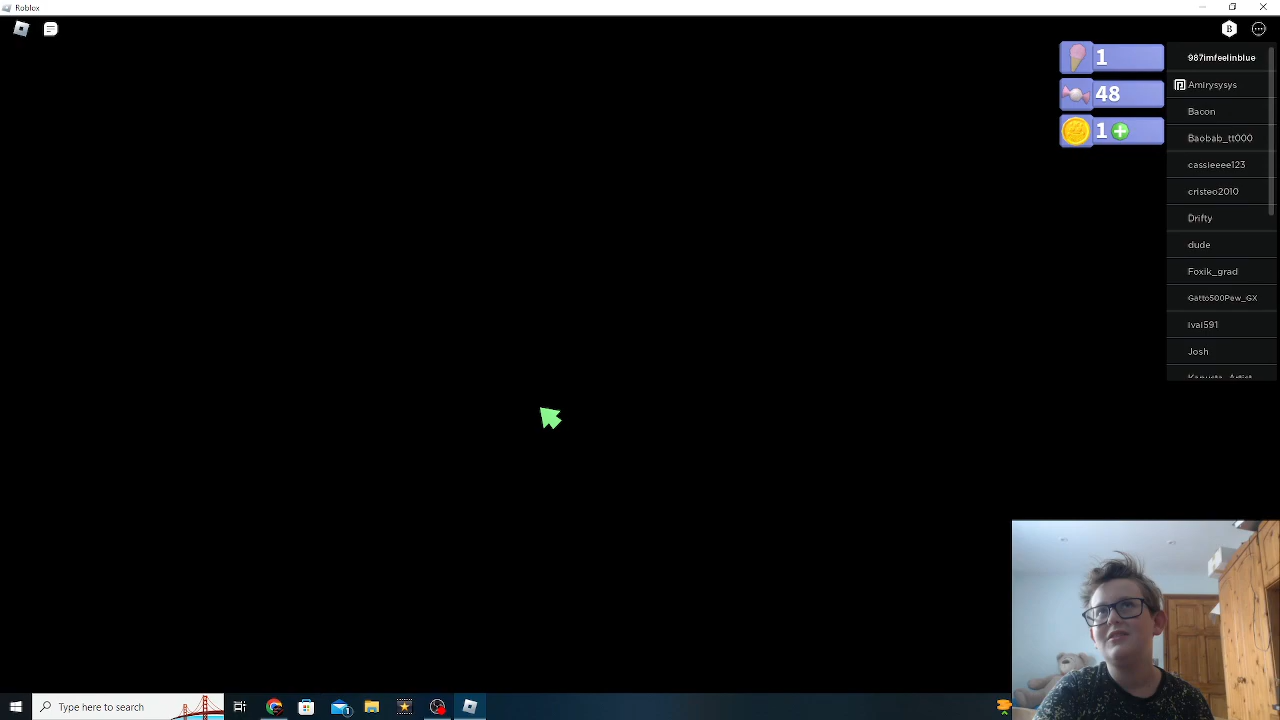 Roblox
B
1
48
1
987imfeelinblue
Amirysysys
Bacon
Baobab_tt000
cassieeee123
cristeo2010
Drifty
dude
Foxik_grad
Gatto500Pew_GX
Josh
Type here to search
1